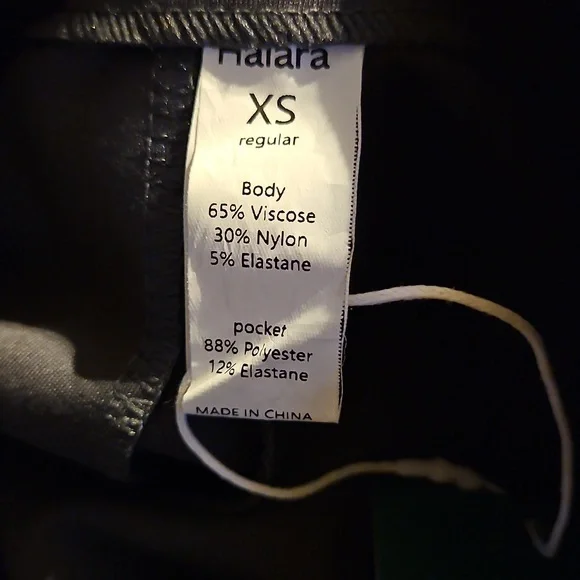 Halara
XS
regular
Body
65% Viscose
30% Nylon
5% Elastane
pocket
88% Polyester
12% Elastane
MADE IN CHINA